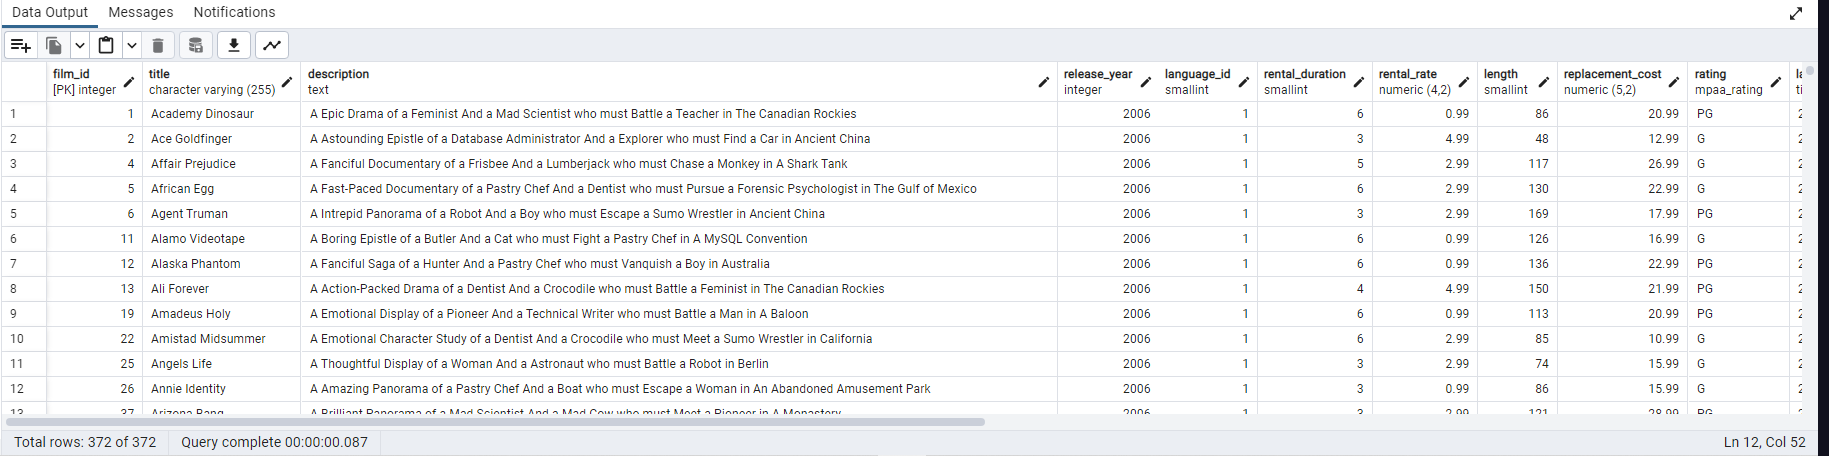 Data Output Messages Notifications
film_id title description release_year language_id rental_duration rental_rate length replacement_cost rating
[PK] integer character varying (255) text integer smallint smallint numeric (4,2) smallint numeric (5,2) mpaa_rating
1 1 Academy Dinosaur A Epic Drama of a Feminist And a Mad Scientist who must Battle a Teacher in The Canadian Rockies 2006 1 6 0.99 86 20.99 PG 2
2 2 Ace Goldfinger A Astounding Epistle of a Database Administrator And a Explorer who must Find a Car in Ancient China 2006 1 3 4.99 48 12.99 G 2
3 4 Affair Prejudice A Fanciful Documentary of a Frisbee And a Lumberjack who must Chase a Monkey in A Shark Tank 2006 1 5 2.99 117 26.99 G 2
4 5 African Egg A Fast-Paced Documentary of a Pastry Chef And a Dentist who must Pursue a Forensic Psychologist in The Gulf of Mexico 2006 1 6 2.99 130 22.99 G 2
5 6 Agent Truman A Intrepid Panorama of a Robot And a Boy who must Escape a Sumo Wrestler in Ancient China 2006 1 3 2.99 169 17.99 PG 2
6 11 Alamo Videotape A Boring Epistle of a Butler And a Cat who must Fight a Pastry Chef in A MySQL Convention 2006 1 6 0.99 126 16.99 G 2
7 12 Alaska Phantom A Fanciful Saga of a Hunter And a Pastry Chef who must Vanquish a Boy in Australia 2006 1 6 0.99 136 22.99 PG 2
8 13 Ali Forever A Action-Packed Drama of a Dentist And a Crocodile who must Battle a Feminist in The Canadian Rockies 2006 1 4 4.99 150 21.99 PG 2
9 19 Amadeus Holy A Emotional Display of a Pioneer And a Technical Writer who must Battle a Man in A Baloon 2006 1 6 0.99 113 20.99 PG 2
10 22 Amistad Midsummer A Emotional Character Study of a Dentist And a Crocodile who must Meet a Sumo Wrestler in California 2006 1 6 2.99 85 10.99 G 2
11 25 Angels Life A Thoughtful Display of a Woman And a Astronaut who must Battle a Robot in Berlin 2006 1 3 2.99 74 15.99 G 2
12 26 Annie Identity A Amazing Panorama of a Pastry Chef And a Boat who must Escape a Woman in An Abandoned Amusement Park 2006 1 3 0.99 86 15.99 G 2
13 37 Arizona Bang A Brilliant Panorama of a Mad Scientist And a Mad Cow who must Meet a Pioneer in A Monastery 2006 1 3 2.99 121 28.99 PG
Total rows: 372 of 372 Query complete 00:00:00.087 Ln 12, Col 52